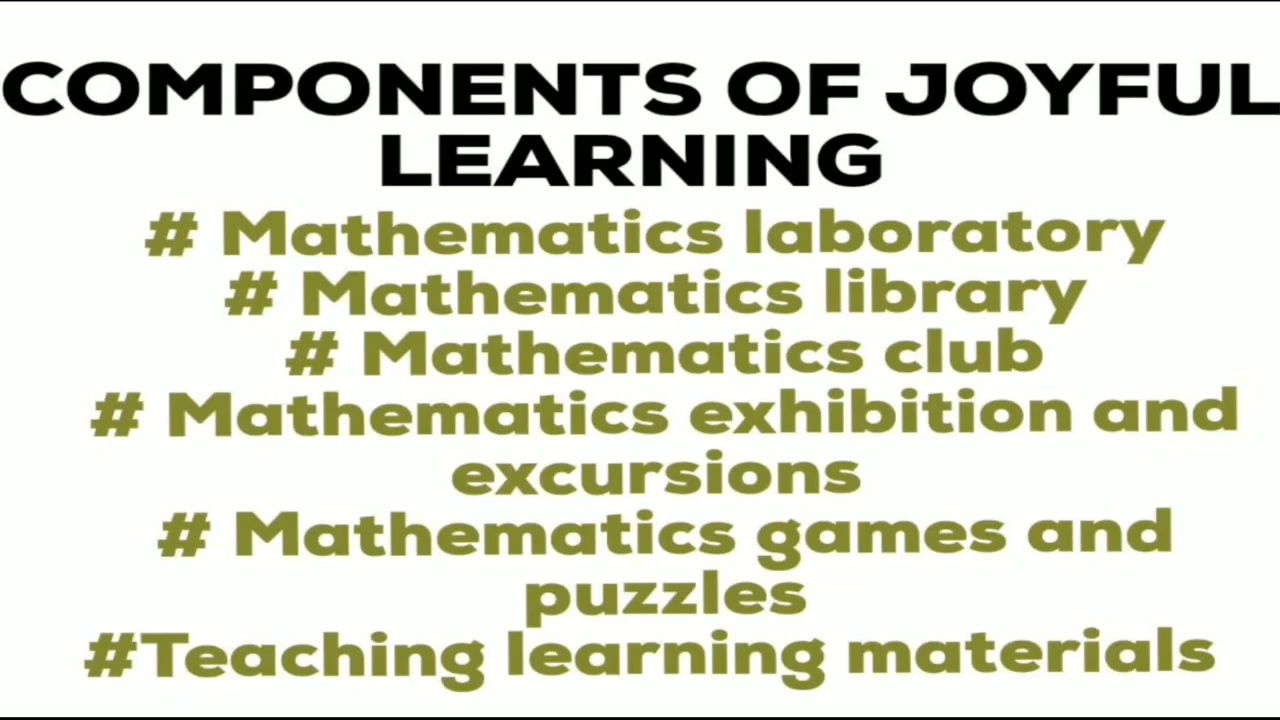 COMPONENTS OF JOYFUL
LEARNING
# Mathematics laboratory
# Mathematics library
# Mathematics club
# Mathematics exhibition and
excursions
# Mathematics games and
puzzles
#Teaching learning materials